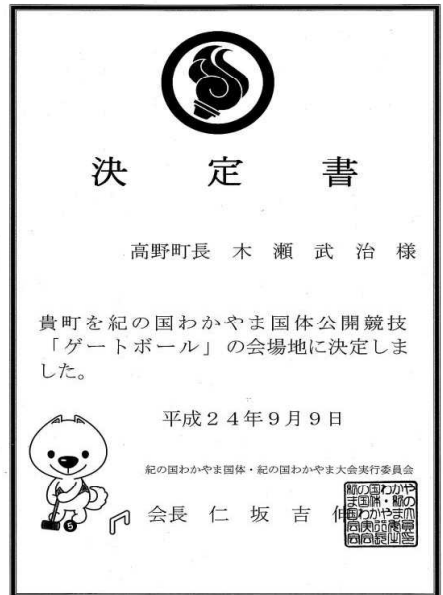 決定書
高野町長 木瀬武治 様
貴町を紀の国わかやま国体公開競技
「ゲートボール」の会場地に決定しま
した。
平成24年9月9日
紀の国わかやま国体・紀の国わかやま大会実行委員会
会長 仁坂吉伸
5